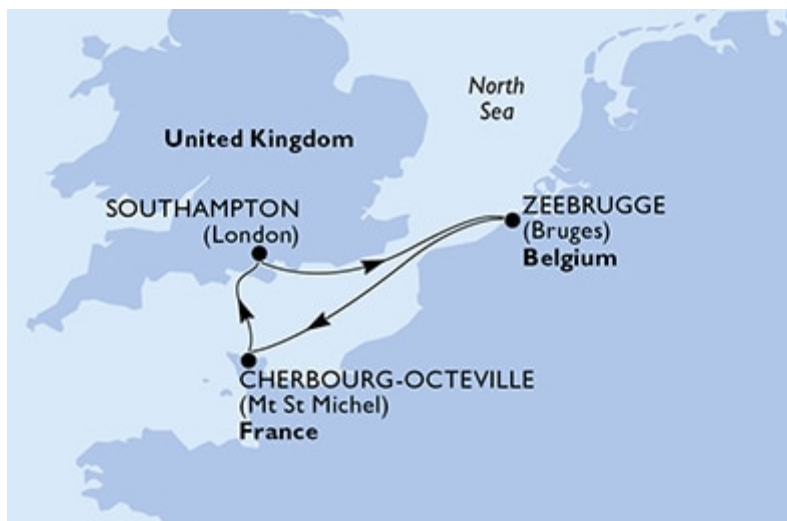 North
Sea
United Kingdom
SOUTHAMPTON
(London)
ZEEBRUGGE
(Bruges)
Belgium
CHERBOURG-OCTEVILLE
(Mt St Michel)
France